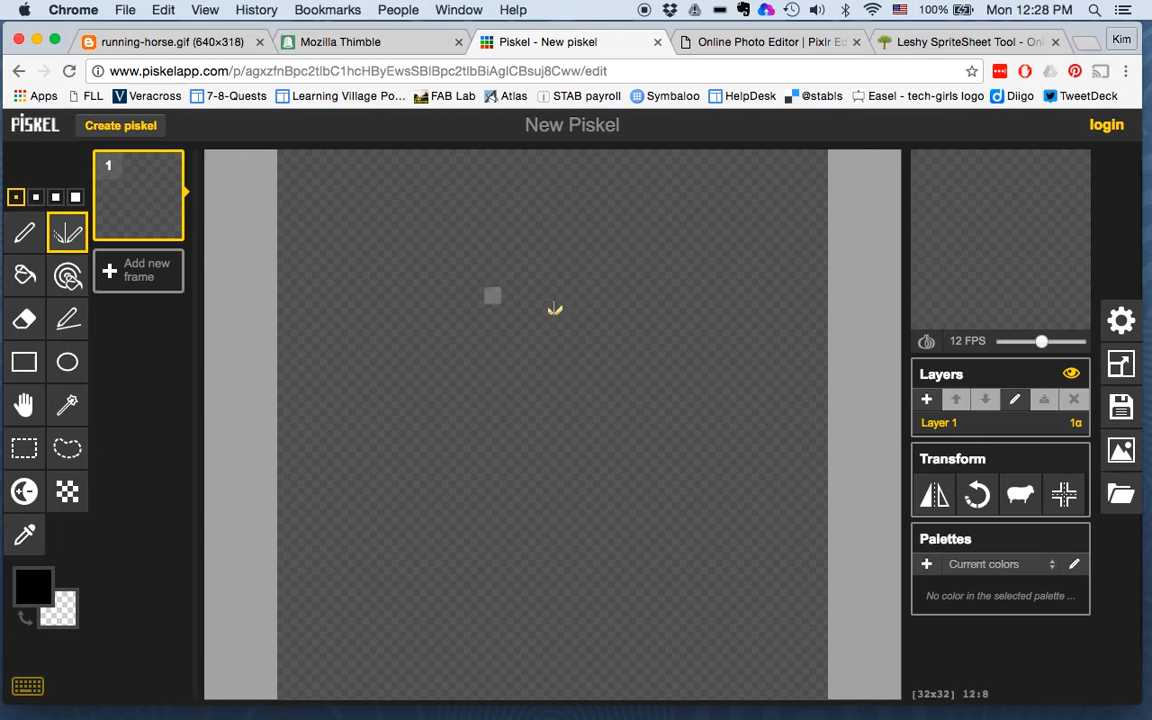 Chrome File Edit View History Bookmarks People Window Help 100% Mon 12:28 PM
running-horse.gif (640×348) Mozilla Thimble Piskel - New piskel Online Photo Editor | Pixlr Ed Leshy SpriteSheet Tool - On Kim
www.piskelapp.com/p/agxzfnBpc2tlbC1hcHByEwsSBlBpc2tlbBiAglCBsuj8Cww/edit
Apps FLL Veracross 7-8-Quests Learning Village Po... FAB Lab Atlas STAB payroll Symbaloo HelpDesk @stabls Easel - tech-girls logo Diigo TweetDeck
PiSKEL Create piskel New Piskel login
1
Add new
frame
12 FPS
Layers
Layer 1 1α
Transform
Palettes
Current colors
No color in the selected palette ...
[32x32] 12:8